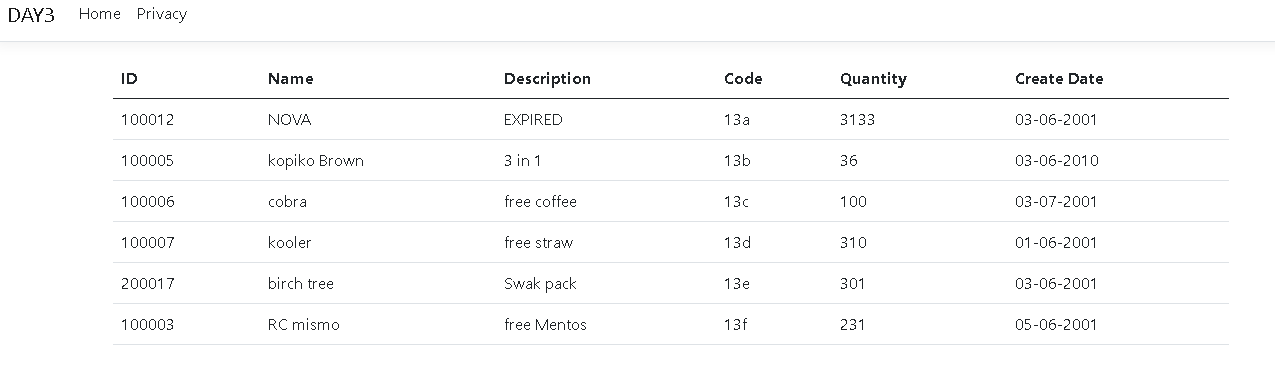 DAY3 Home Privacy
ID Name Description Code Quantity Create Date
100012 NOVA EXPIRED 13a 3133 03-06-2001
100005 kopiko Brown 3 in 1 13b 36 03-06-2010
100006 cobra free coffee 13c 100 03-07-2001
100007 kooler free straw 13d 310 01-06-2001
200017 birch tree Swak pack 13e 301 03-06-2001
100003 RC mismo free Mentos 13f 231 05-06-2001